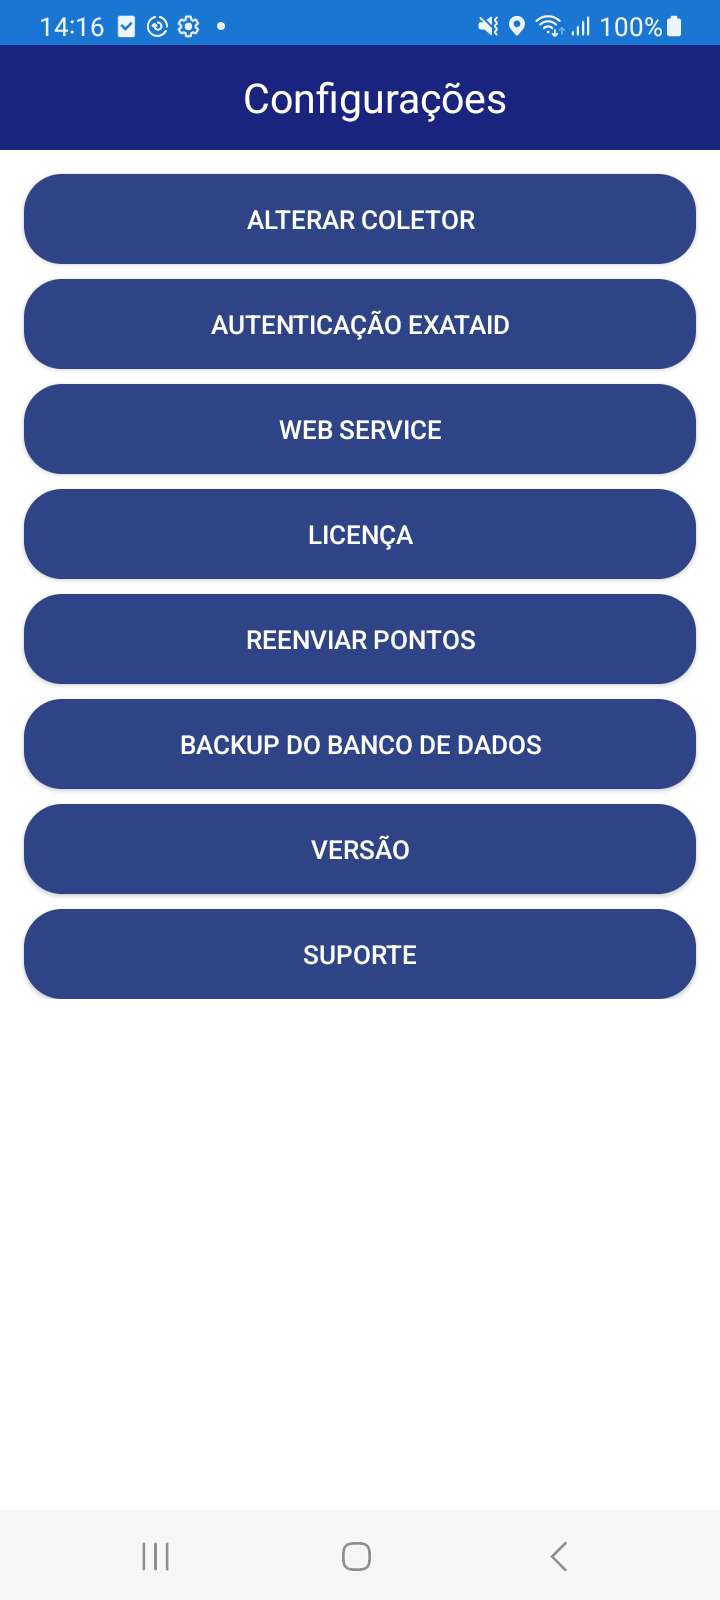 14:16
100%
Configurações
ALTERAR COLETOR
AUTENTICAÇÃO EXATAID
WEB SERVICE
LICENÇA
REENVIAR PONTOS
BACKUP DO BANCO DE DADOS
VERSÃO
SUPORTE